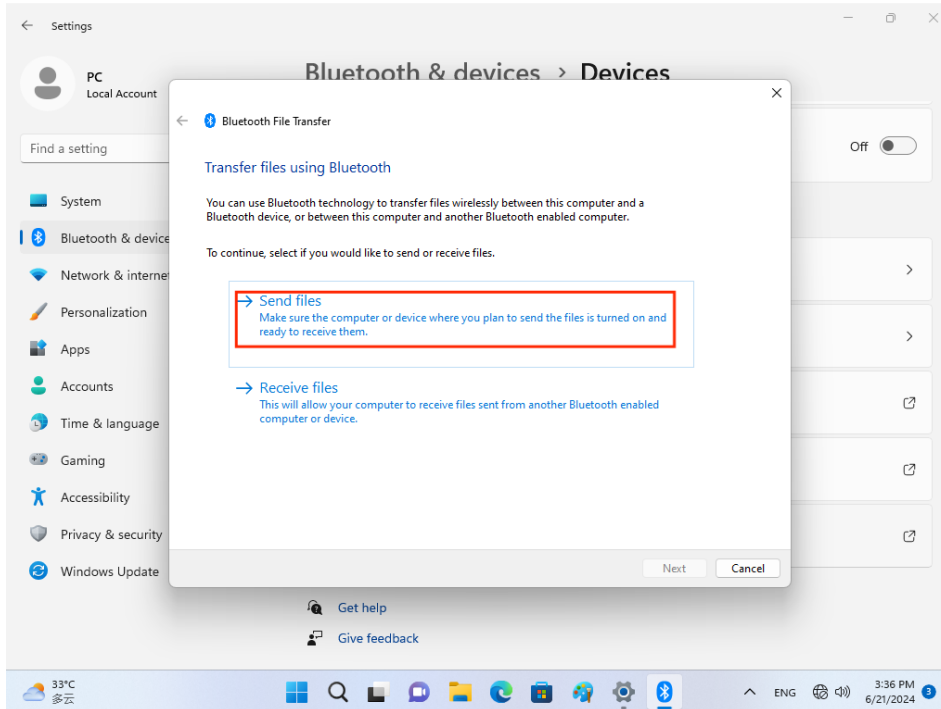 Settings
PC
Local Account
Find a setting
System
Bluetooth & device
Network & interne
Personalization
Apps
Accounts
Time & language
Gaming
Accessibility
Privacy & security
Windows Update
Bluetooth & devices > Devices
Off
Bluetooth File Transfer
Transfer files using Bluetooth
You can use Bluetooth technology to transfer files wirelessly between this computer and a
Bluetooth device, or between this computer and another Bluetooth enabled computer.
To continue, select if you would like to send or receive files.
Send files
Make sure the computer or device where you plan to send the files is turned on and
ready to receive them.
Receive files
This will allow your computer to receive files sent from another Bluetooth enabled
computer or device.
Next
Cancel
Get help
Give feedback
33°C
多云
ENG
3:36 PM
6/21/2024
3